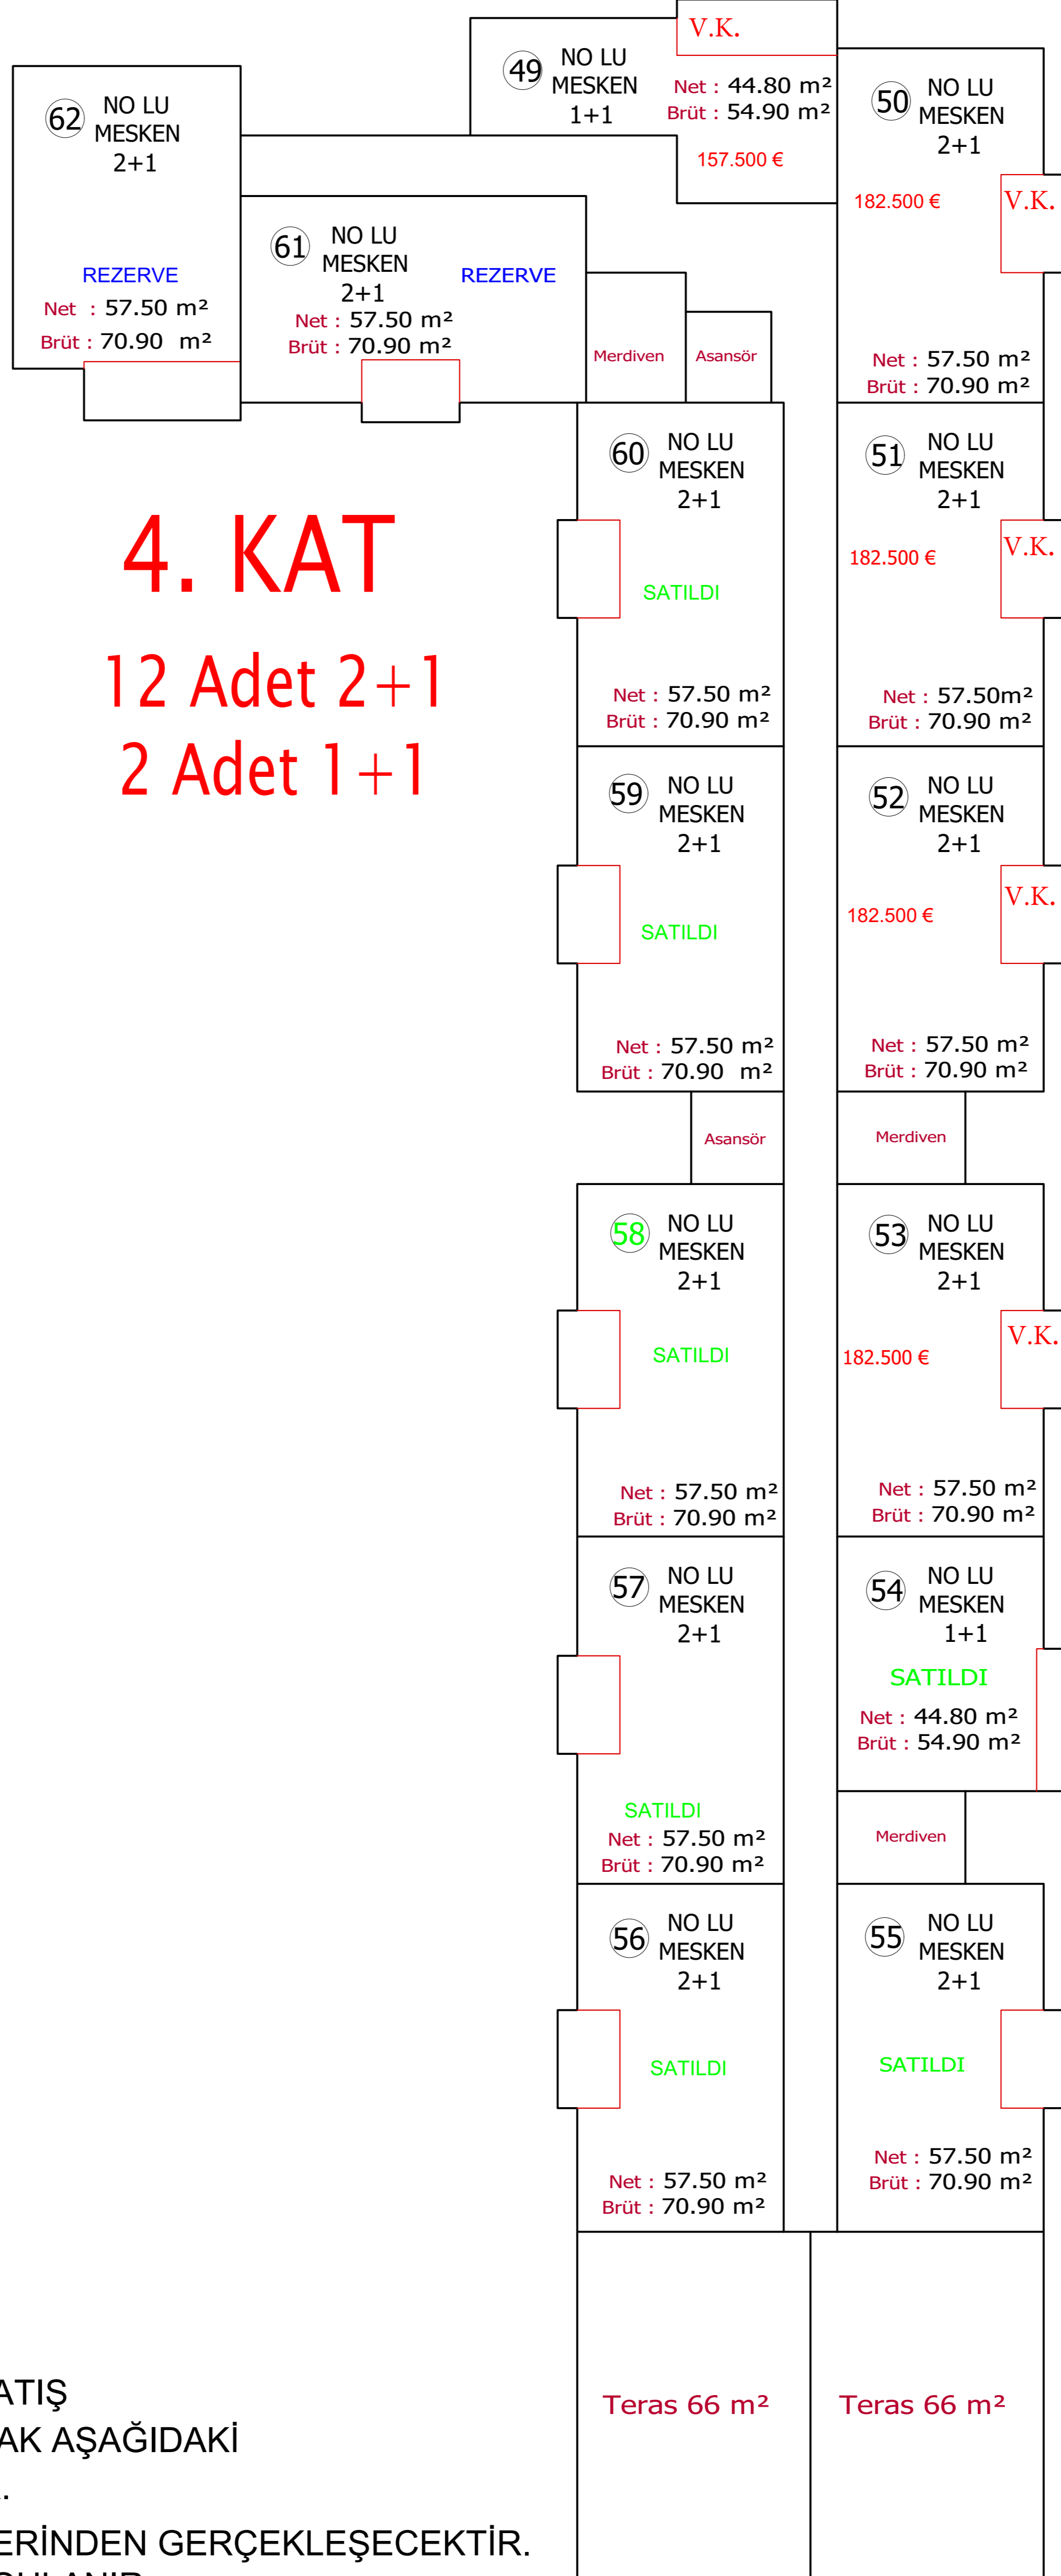 V.K.
49 NO LU
MESKEN
1+1
Net : 44.80 m²
Brüt : 54.90 m²
157.500 €
50 NO LU
MESKEN
2+1
182.500 €
V.K.
Net : 57.50 m²
Brüt : 70.90 m²
62 NO LU
MESKEN
2+1
REZERVE
Net : 57.50 m²
Brüt : 70.90 m²
61 NO LU
MESKEN
2+1
REZERVE
Net : 57.50 m²
Brüt : 70.90 m²
Merdiven
Asansör
4. KAT
12 Adet 2+1
2 Adet 1+1
60 NO LU
MESKEN
2+1
SATILDI
Net : 57.50 m²
Brüt : 70.90 m²
51 NO LU
MESKEN
2+1
182.500 €
V.K.
Net : 57.50m²
Brüt : 70.90 m²
59 NO LU
MESKEN
2+1
SATILDI
Net : 57.50 m²
Brüt : 70.90 m²
52 NO LU
MESKEN
2+1
182.500 €
V.K.
Net : 57.50 m²
Brüt : 70.90 m²
Asansör
Merdiven
58 NO LU
MESKEN
2+1
SATILDI
Net : 57.50 m²
Brüt : 70.90 m²
53 NO LU
MESKEN
2+1
182.500 €
V.K.
Net : 57.50 m²
Brüt : 70.90 m²
57 NO LU
MESKEN
2+1
SATILDI
Net : 57.50 m²
Brüt : 70.90 m²
54 NO LU
MESKEN
1+1
SATILDI
Net : 44.80 m²
Brüt : 54.90 m²
Merdiven
56 NO LU
MESKEN
2+1
SATILDI
Net : 57.50 m²
Brüt : 70.90 m²
55 NO LU
MESKEN
2+1
SATILDI
Net : 57.50 m²
Brüt : 70.90 m²
Teras 66 m²
Teras 66 m²
ATIŞ
AK AŞAĞIDAKİ
ERİNDEN GERÇEKLEŞECEKTİR.